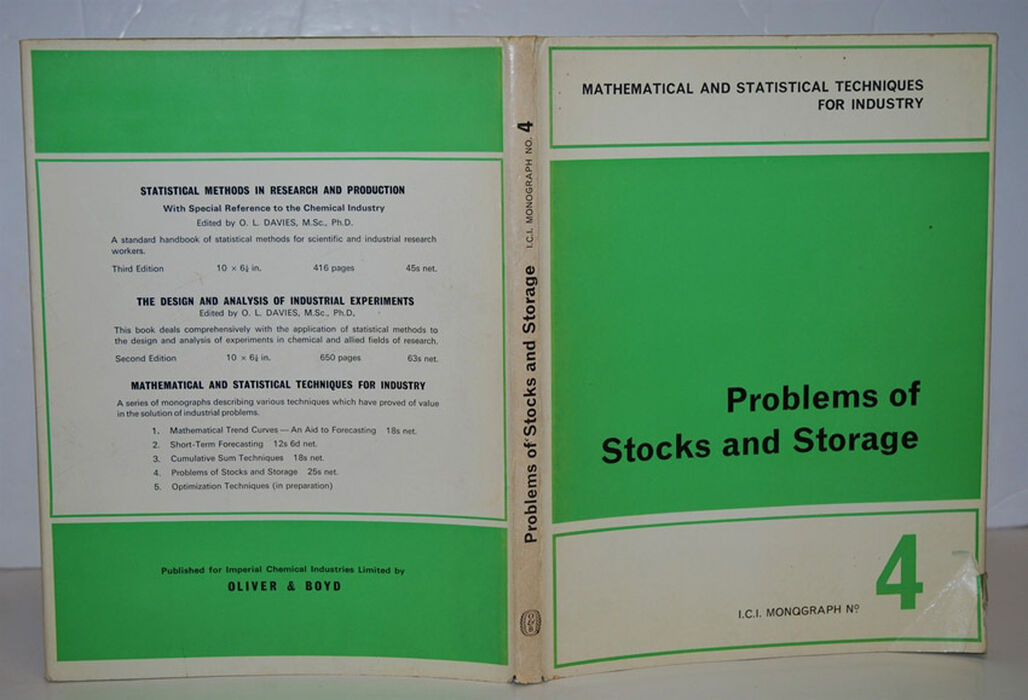 STATISTICAL METHODS IN RESEARCH AND PRODUCTION
With Special Reference to the Chemical Industry
Edited by O. L. DAVIES, M.Sc., Ph.D.
A standard handbook of statistical methods for scientific and industrial research
workers.
Third Edition 10 × 6¼ in. 416 pages 45s net.
THE DESIGN AND ANALYSIS OF INDUSTRIAL EXPERIMENTS
Edited by O. L. DAVIES, M.Sc., Ph.D.
This book deals comprehensively with the application of statistical methods to
the design and analysis of experiments in chemical and allied fields of research.
Second Edition 10 × 6¼ in. 650 pages 63s net.
MATHEMATICAL AND STATISTICAL TECHNIQUES FOR INDUSTRY
A series of monographs describing various techniques which have proved of value
in the solution of industrial problems.
1. Mathematical Trend Curves — An Aid to Forecasting 18s net.
2. Short-Term Forecasting 12s 6d net.
3. Cumulative Sum Techniques 18s net.
4. Problems of Stocks and Storage 25s net.
5. Optimization Techniques (in preparation)
Published for Imperial Chemical Industries Limited by
OLIVER & BOYD
Problems of Stocks and Storage I.C.I. MONOGRAPH NO. 4
MATHEMATICAL AND STATISTICAL TECHNIQUES
FOR INDUSTRY
Problems of
Stocks and Storage
I.C.I. MONOGRAPH Nº 4